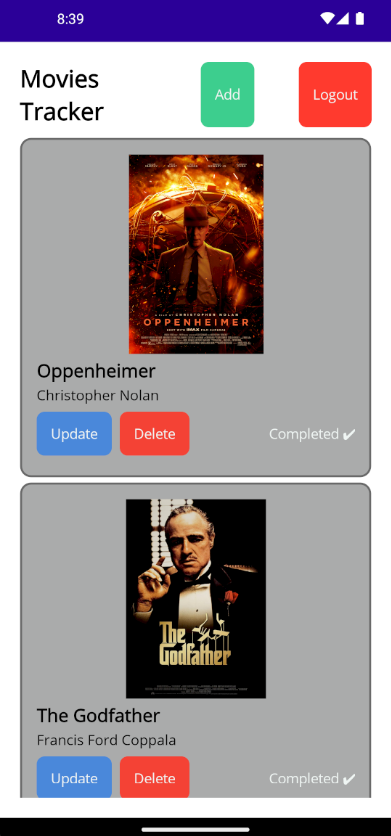 8:39
Movies
Tracker
Add
Logout
A FILM BY CHRISTOPHER NOLAN
OPPENHEIMER
Oppenheimer
Christopher Nolan
Update Delete Completed ✔
The
Godfather
The Godfather
Francis Ford Coppala
Update Delete Completed ✔